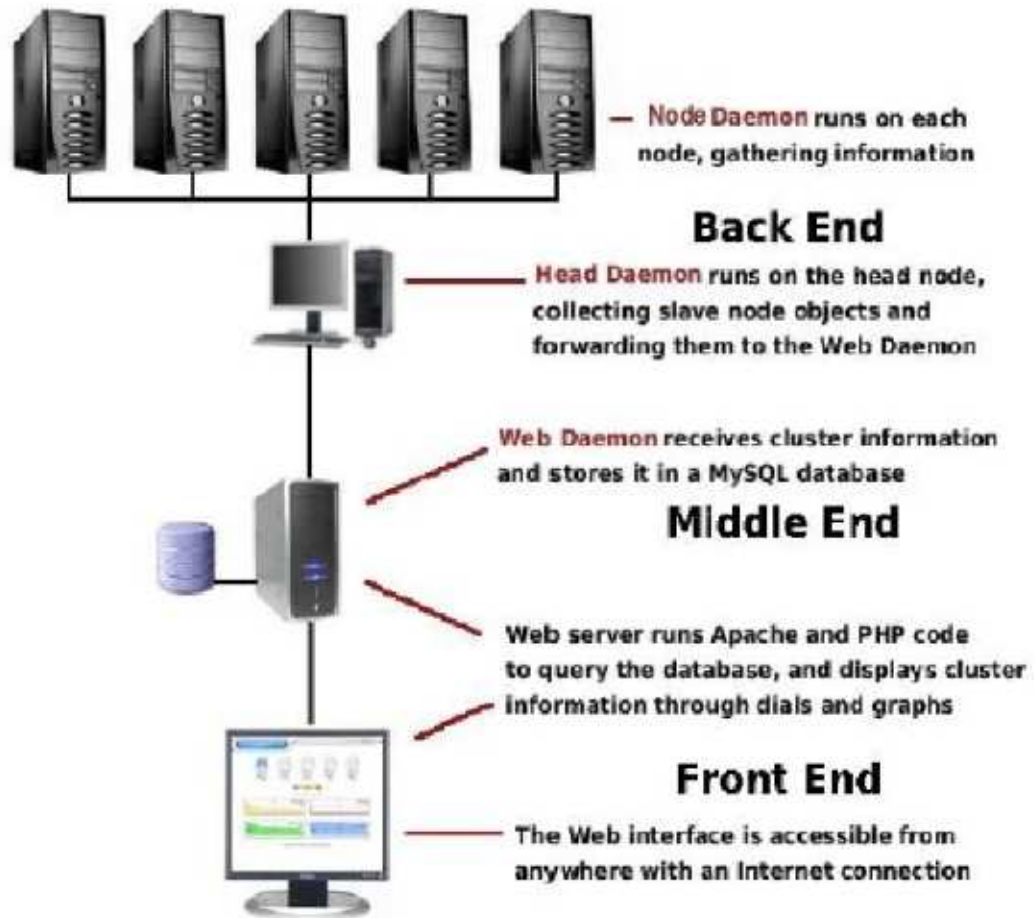 Node Daemon runs on each
node, gathering information
Back End
Head Daemon runs on the head node,
collecting slave node objects and
forwarding them to the Web Daemon
Web Daemon receives cluster information
and stores it in a MySQL database
Middle End
Web server runs Apache and PHP code
to query the database, and displays cluster
information through dials and graphs
Front End
The Web interface is accessible from
anywhere with an Internet connection